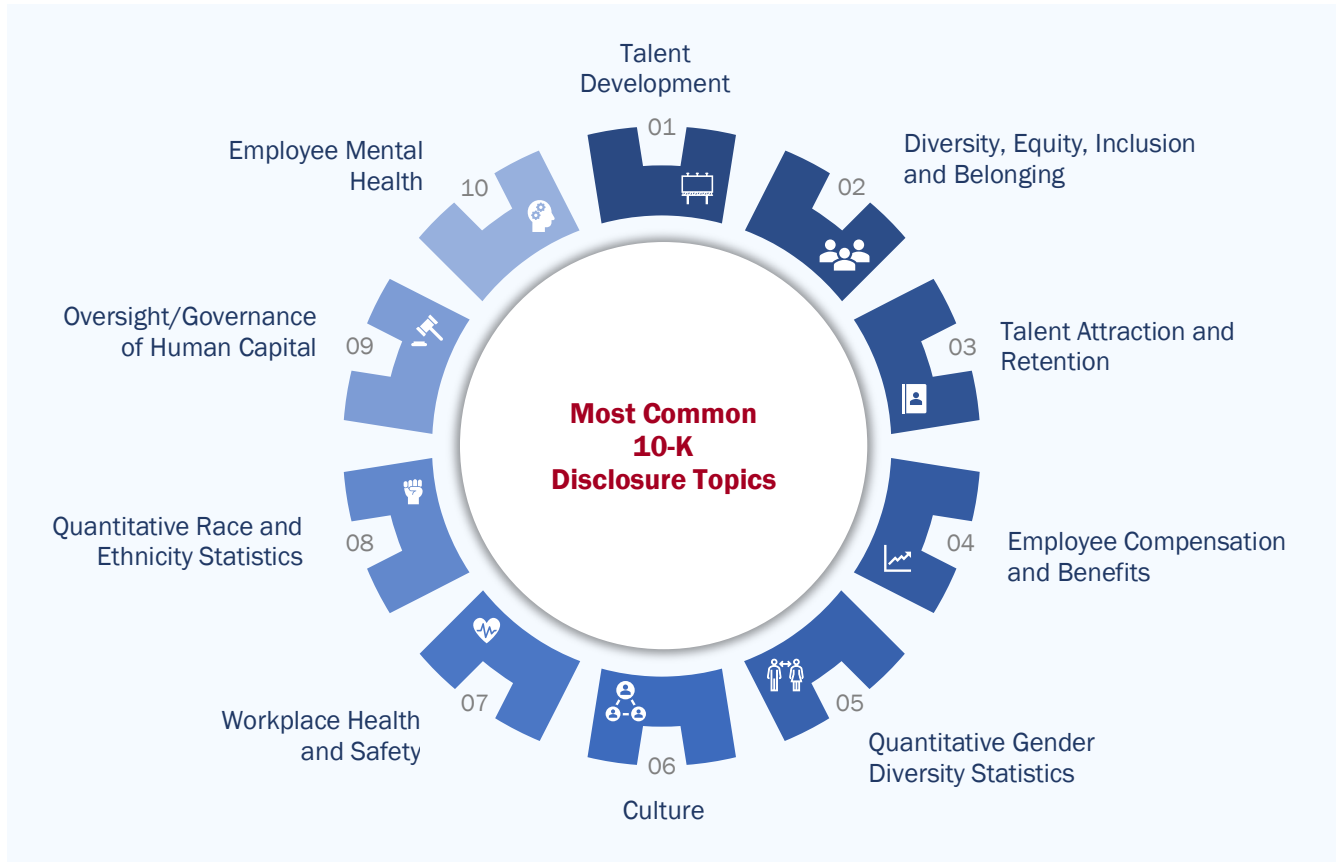 Talent
Development
01
Diversity, Equity, Inclusion
and Belonging
02
Talent Attraction and
Retention
03
Employee Compensation
and Benefits
04
Quantitative Gender
Diversity Statistics
05
Culture
06
Workplace Health
and Safety
07
Quantitative Race and
Ethnicity Statistics
08
Oversight/Governance
of Human Capital
09
Employee Mental
Health
10
Most Common
10-K
Disclosure Topics